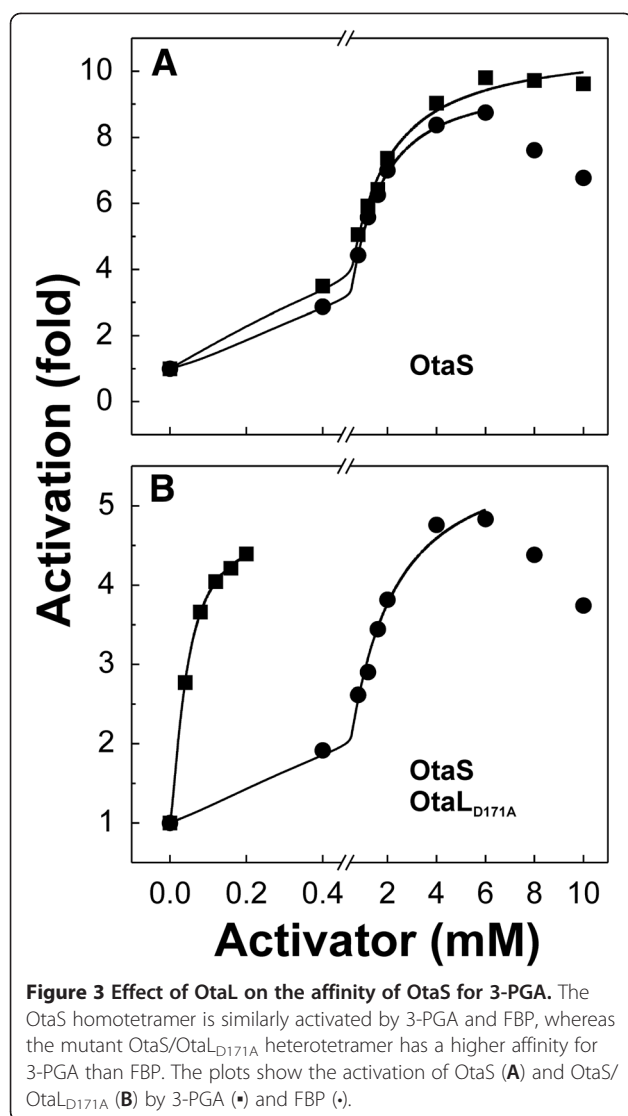 A
10
8
6
4
2
0
OtaS
Activation (fold)
B
5
4
3
2
1
OtaS
OtaL_D171A
0.0 0.2 0.4 2 4 6 8 10
Activator (mM)
Figure 3 Effect of OtaL on the affinity of OtaS for 3-PGA. The
OtaS homotetramer is similarly activated by 3-PGA and FBP, whereas
the mutant OtaS/OtaL_D171A heterotetramer has a higher affinity for
3-PGA than FBP. The plots show the activation of OtaS (A) and OtaS/
OtaL_D171A (B) by 3-PGA (▪) and FBP (•).